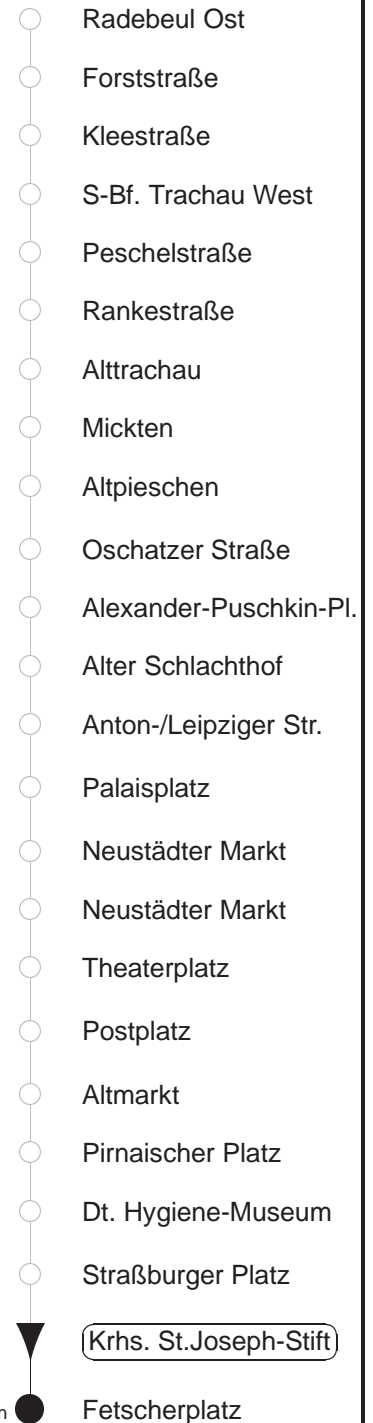 Radebeul Ost
Forststraße
Kleestraße
S-Bf. Trachau West
Peschelstraße
Rankestraße
Alttrachau
Mickten
Altpieschen
Oschatzer Straße
Alexander-Puschkin-Pl.
Alter Schlachthof
Anton-/Leipziger Str.
Palaisplatz
Neustädter Markt
Neustädter Markt
Theaterplatz
Postplatz
Altmarkt
Pirnaischer Platz
Dt. Hygiene-Museum
Straßburger Platz
Krhs. St.Joseph-Stift
Fetscherplatz